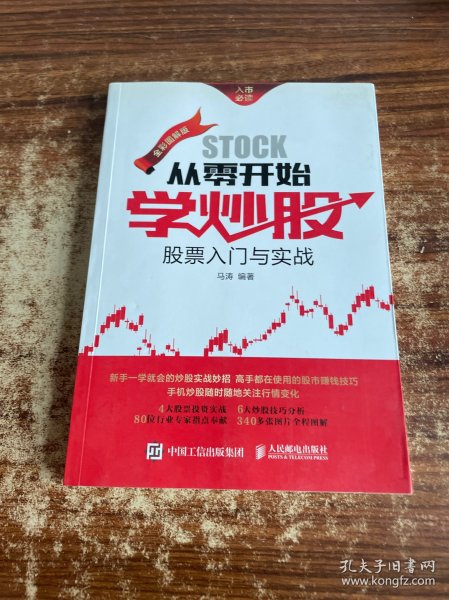 入市
必读
全彩图解版
STOCK
从零开始
学炒股
股票入门与实战
马涛 编著
新手一学就会的炒股实战妙招 高手都在使用的股市赚钱技巧
手机炒股随时随地关注行情变化
4大股票投资实战 6大炒股技巧分析
80位行业专家指点奉献 340多张图片全程图解
中国工信出版集团 人民邮电出版社
POSTS & TELECOM PRESS
孔夫子旧书网
www.kongfz.com